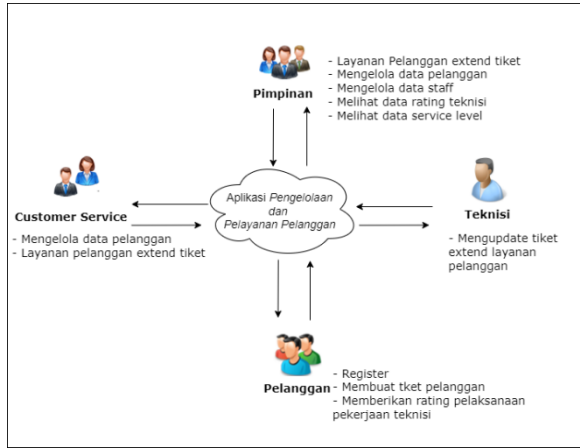 Pimpinan
- Layanan Pelanggan extend tiket
- Mengelola data pelanggan
- Mengelola data staff
- Melihat data rating teknisi
- Melihat data service level
Customer Service
- Mengelola data pelanggan
- Layanan pelanggan extend tiket
Aplikasi Pengelolaan
dan
Pelayanan Pelanggan
Teknisi
- Mengupdate tiket
extend layanan
pelanggan
Pelanggan
- Register
- Membuat tket pelanggan
- Memberikan rating pelaksanaan
pekerjaan teknisi